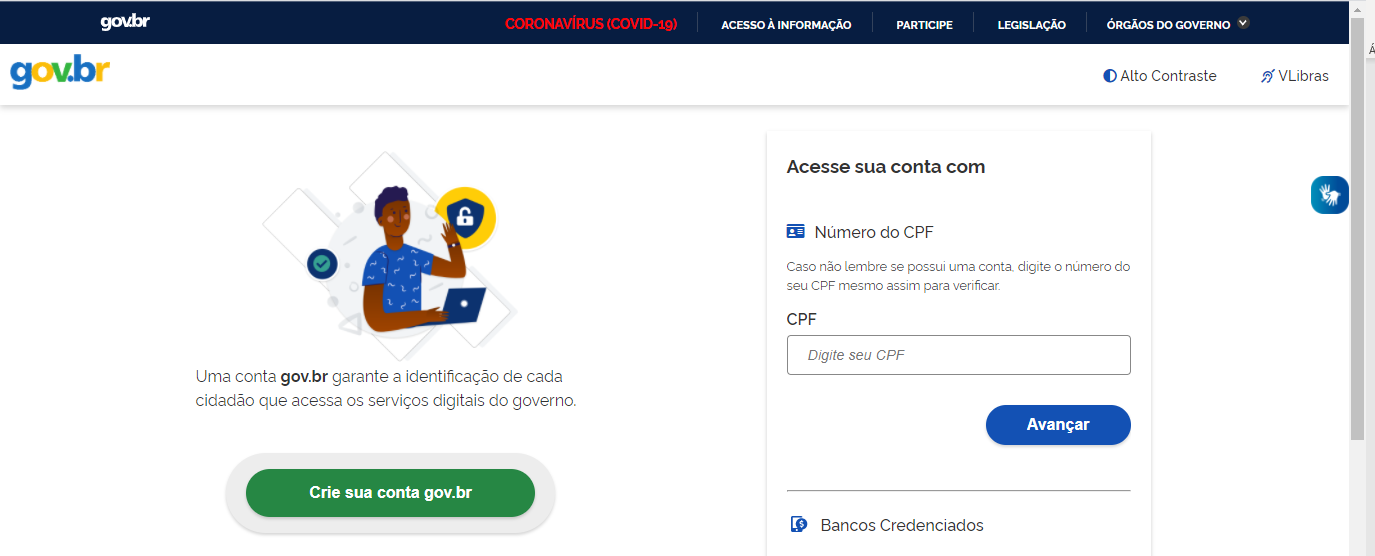 gov.br
CORONAVÍRUS (COVID-19)
ACESSO À INFORMAÇÃO
PARTICIPE
LEGISLAÇÃO
ÓRGÃOS DO GOVERNO
gov.br
Alto Contraste
VLibras
Uma conta gov.br garante a identificação de cada
cidadão que acessa os serviços digitais do governo.
Crie sua conta gov.br
Acesse sua conta com
Número do CPF
Caso não lembre se possui uma conta, digite o número do
seu CPF mesmo assim para verificar.
CPF
Digite seu CPF
Avançar
Bancos Credenciados